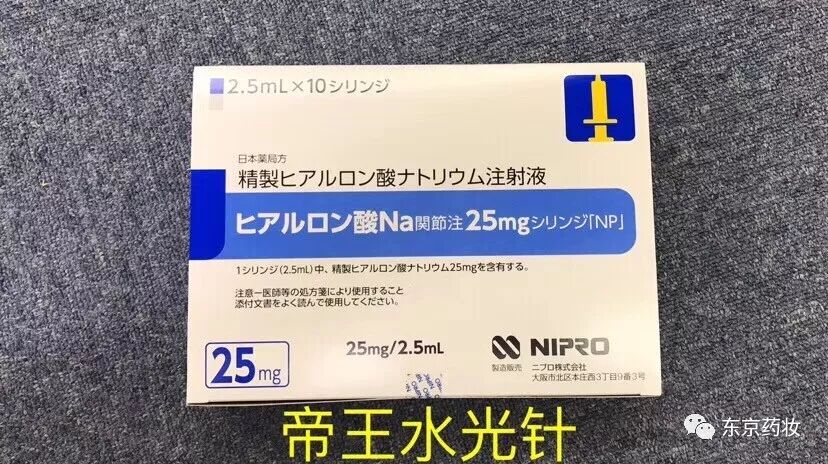 2.5mL×10シリンジ
日本薬局方
精製ヒアルロン酸ナトリウム注射液
ヒアルロン酸Na関節注25mgシリンジ「NP」
1シリンジ(2.5mL)中、精製ヒアルロン酸ナトリウム25mgを含有する。
注意ー医師等の処方箋により使用すること
添付文書をよく読んで使用してください。
25mg
25mg/2.5mL
NIPRO
製造販売 ニプロ株式会社
大阪市北区本庄西3丁目9番3号
帝王水光针
东京药妆